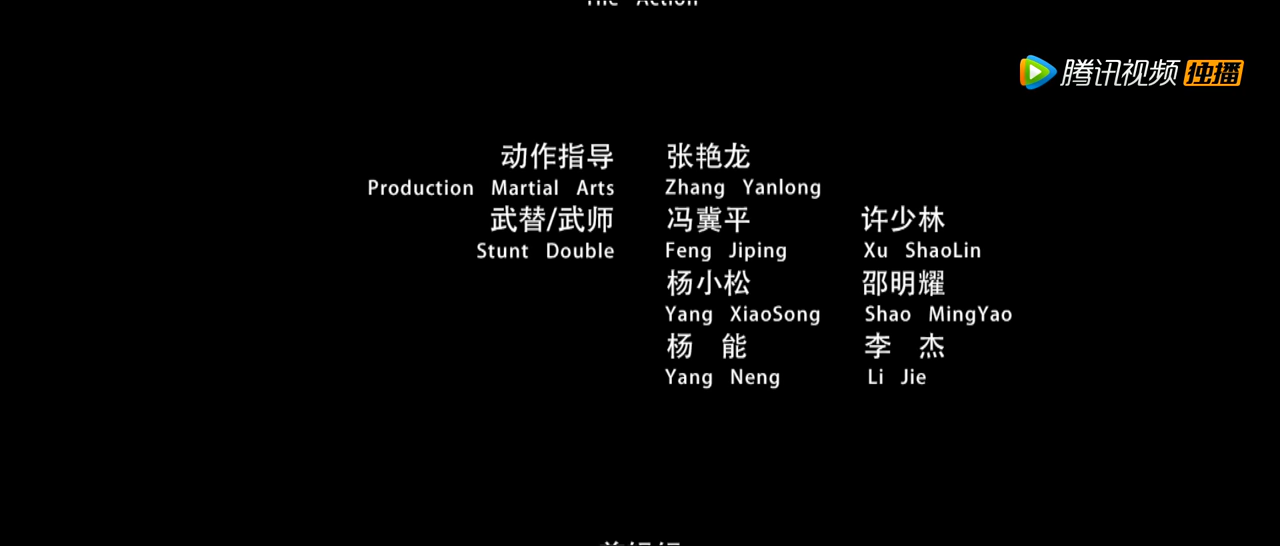 The Action
腾讯视频 独播
动作指导 张艳龙
Production Martial Arts Zhang Yanlong
武替/武师 冯冀平 许少林
Stunt Double Feng Jiping Xu ShaoLin
杨小松 邵明耀
Yang XiaoSong Shao MingYao
杨 能 李 杰
Yang Neng Li Jie